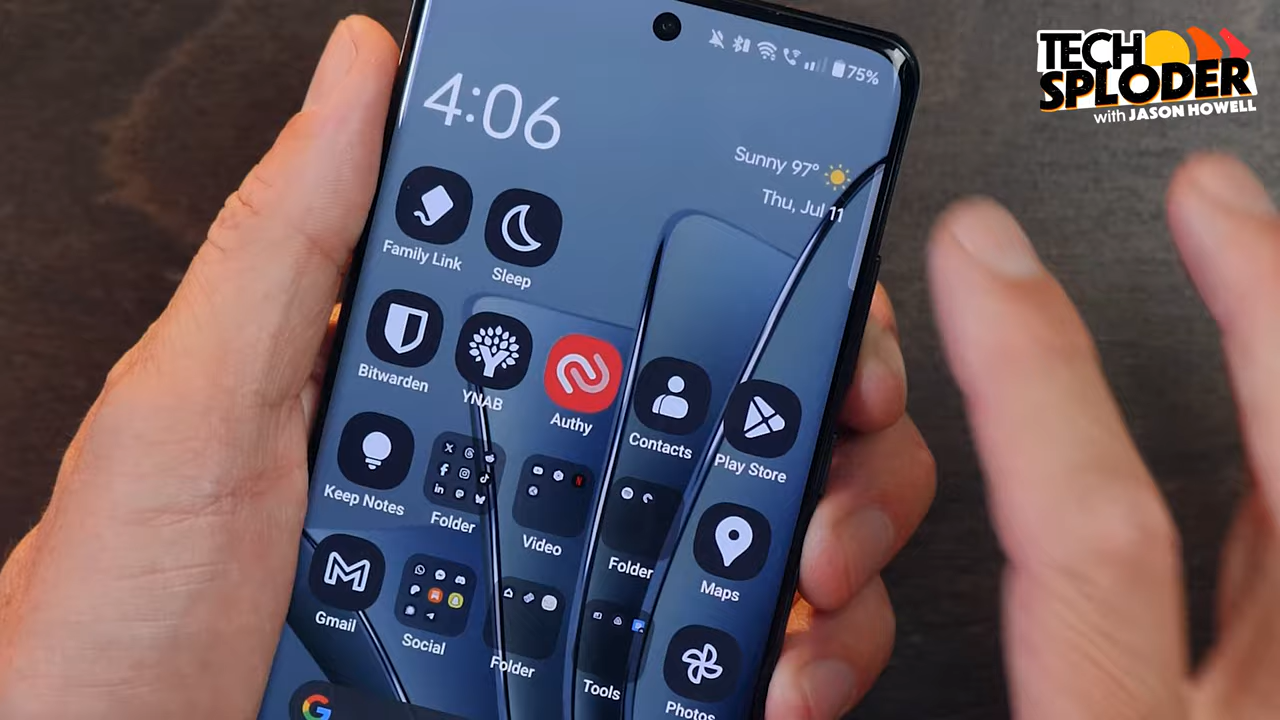 TECH
SPLODER
with JASON HOWELL
75%
4:06
Sunny 97°
Thu, Jul 11
Family Link
Sleep
Bitwarden
YNAB
Authy
Contacts
Play Store
Keep Notes
Folder
Video
Folder
Maps
Gmail
Social
Folder
Tools
Photos